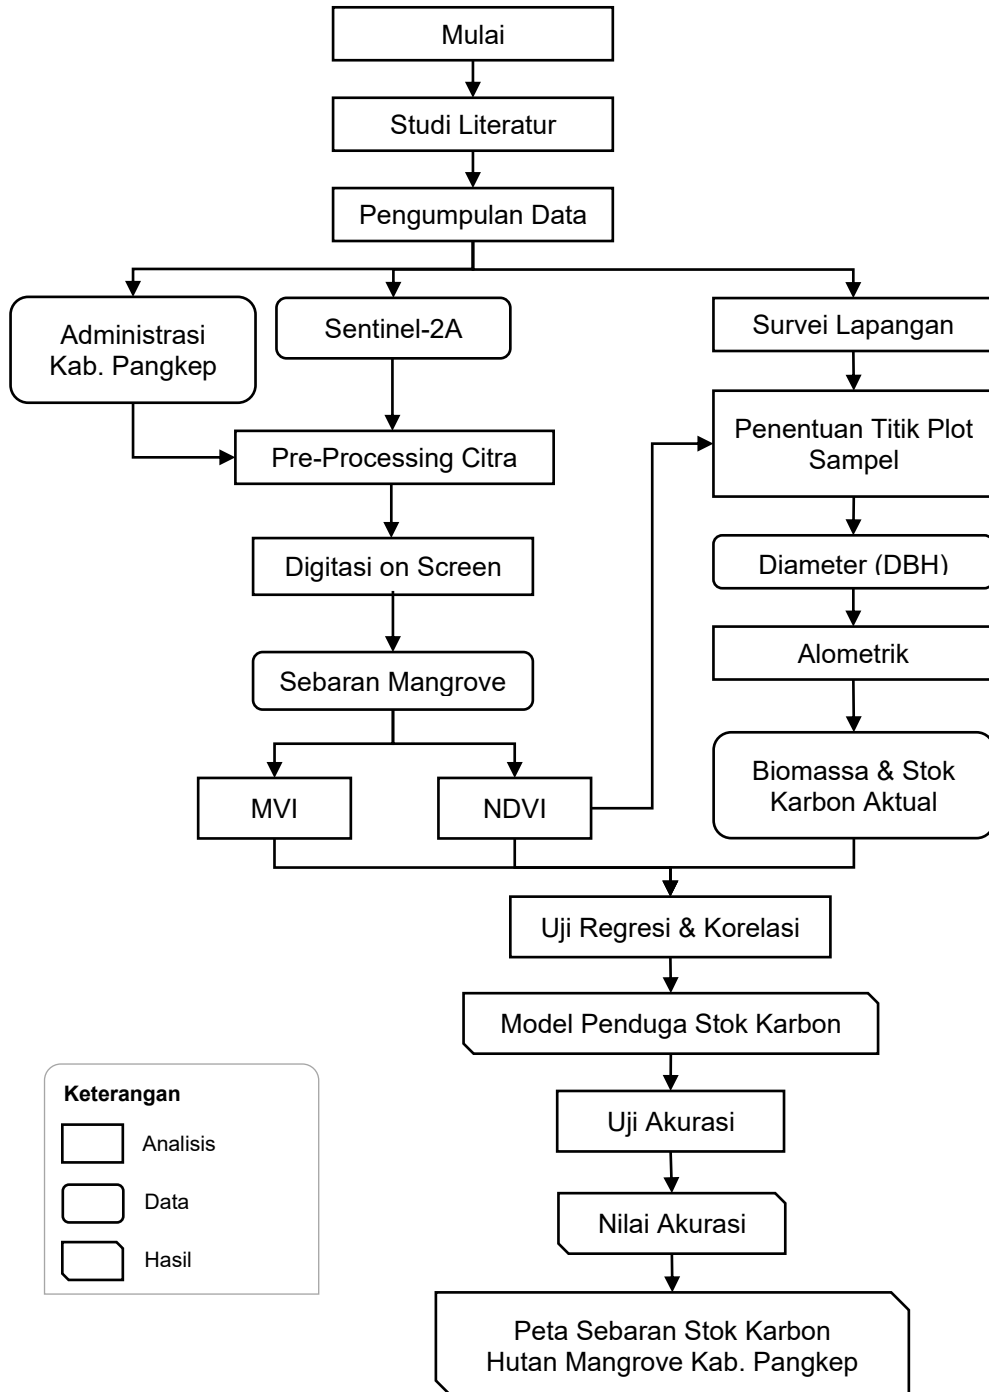 Mulai
Studi Literatur
Pengumpulan Data
Administrasi
Kab. Pangkep
Sentinel-2A
Survei Lapangan
Pre-Processing Citra
Penentuan Titik Plot
Sampel
Digitasi on Screen
Diameter (DBH)
Sebaran Mangrove
Alometrik
MVI
NDVI
Biomassa & Stok
Karbon Aktual
Uji Regresi & Korelasi
Model Penduga Stok Karbon
Uji Akurasi
Nilai Akurasi
Peta Sebaran Stok Karbon
Hutan Mangrove Kab. Pangkep
Keterangan
Analisis
Data
Hasil